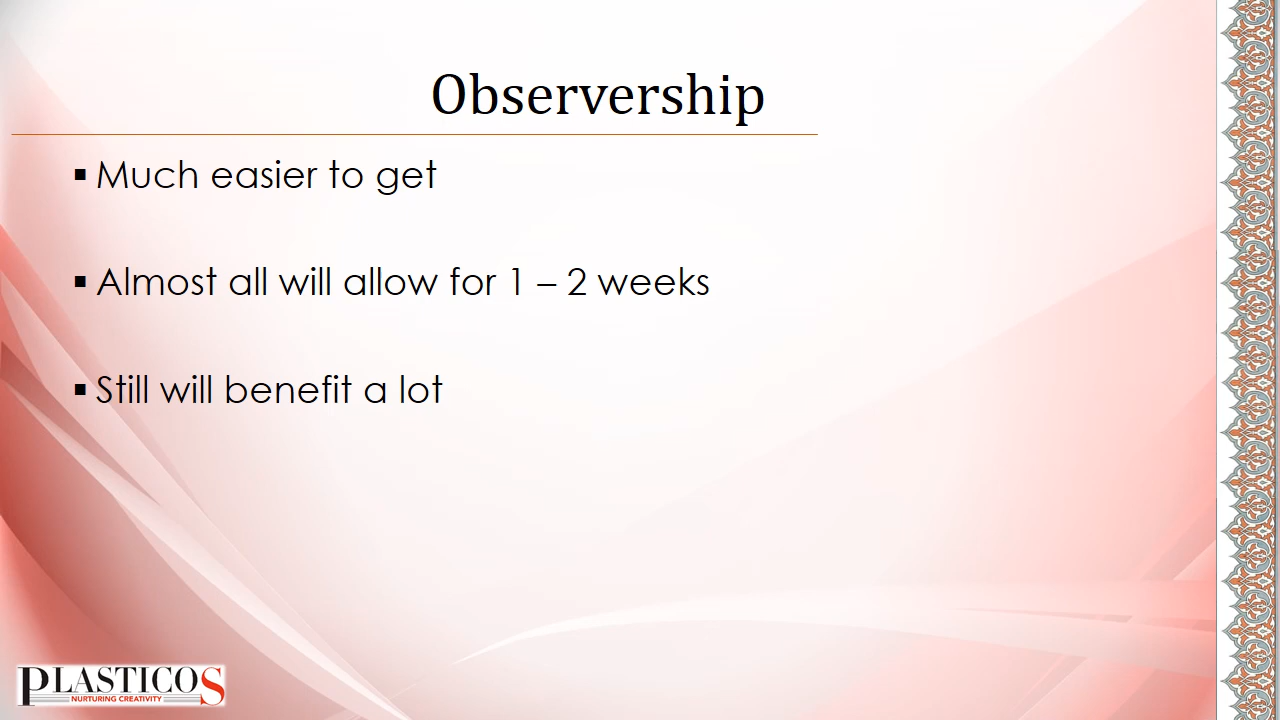 Observership
▪ Much easier to get
▪ Almost all will allow for 1 – 2 weeks
▪ Still will benefit a lot
PLASTICOS
NURTURING CREATIVITY